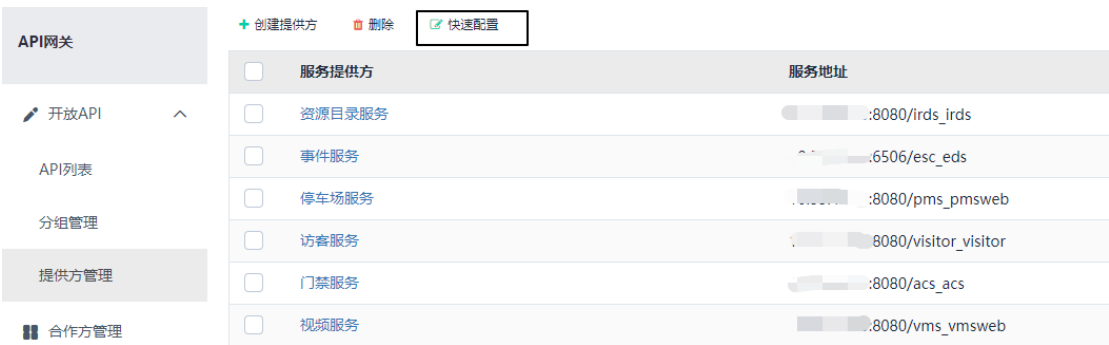 API网关
创建提供方 删除 快速配置
服务提供方 服务地址
开放API
API列表
分组管理
提供方管理
合作方管理
资源目录服务 :8080/irds_irds
事件服务 :6506/esc_eds
停车场服务 :8080/pms_pmsweb
访客服务 8080/visitor_visitor
门禁服务 :8080/acs_acs
视频服务 :8080/vms_vmsweb